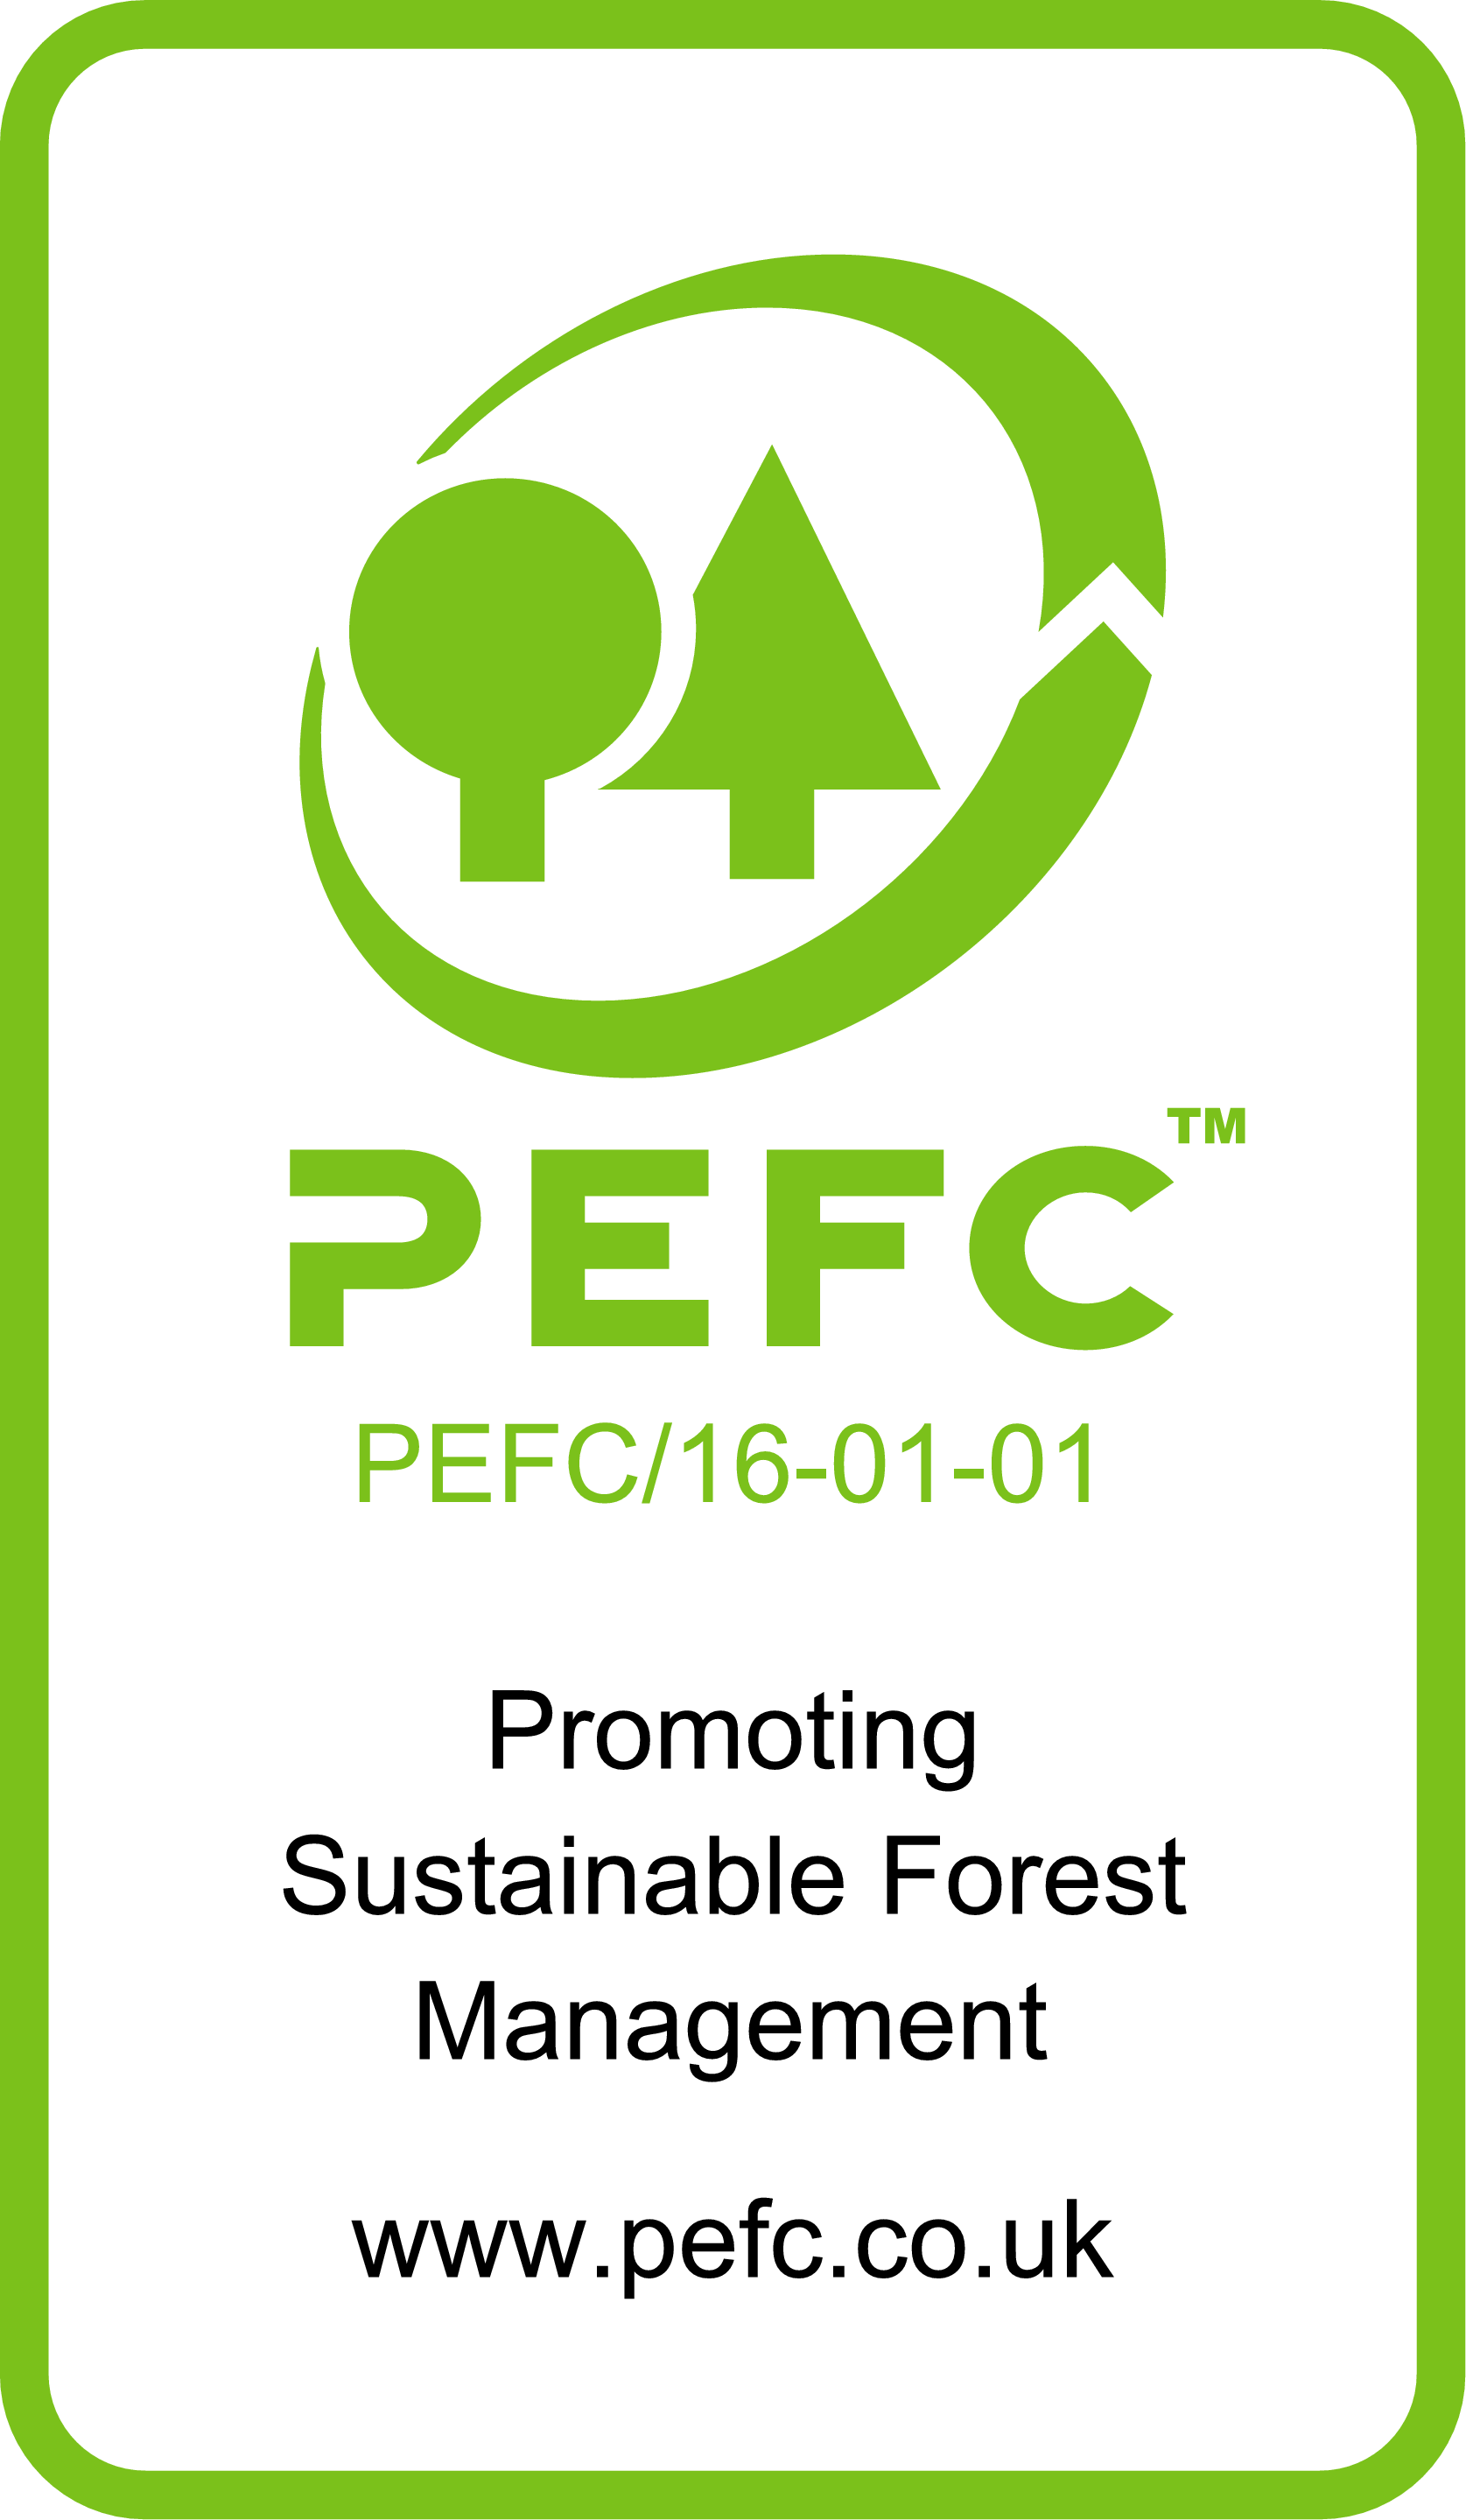 PEFC™
PEFC/16-01-01
Promoting
Sustainable Forest
Management
www.pefc.co.uk